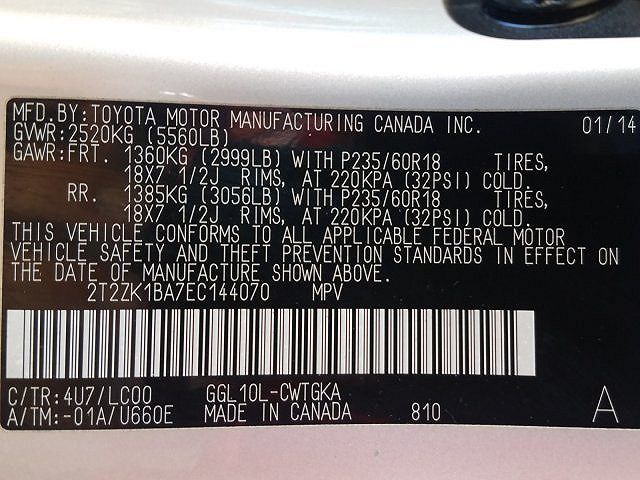 MFD.BY:TOYOTA MOTOR MANUFACTURING CANADA INC. 01/14
GVWR:2520KG (5560LB)
GAWR:FRT. 1360KG (2999LB) WITH P235/60R18 TIRES,
18X7 1/2J RIMS, AT 220KPA (32PSI) COLD.
RR. 1385KG (3056LB) WITH P235/60R18 TIRES,
18X7 1/2J RIMS, AT 220KPA (32PSI) COLD.
THIS VEHICLE CONFORMS TO ALL APPLICABLE FEDERAL MOTOR
VEHICLE SAFETY AND THEFT PREVENTION STANDARDS IN EFFECT ON
THE DATE OF MANUFACTURE SHOWN ABOVE.
2T2ZK1BA7EC144070 MPV
C/TR:4U7/LC00 GGL10L-CWTGKA
A/TM:-01A/U660E MADE IN CANADA 810 A